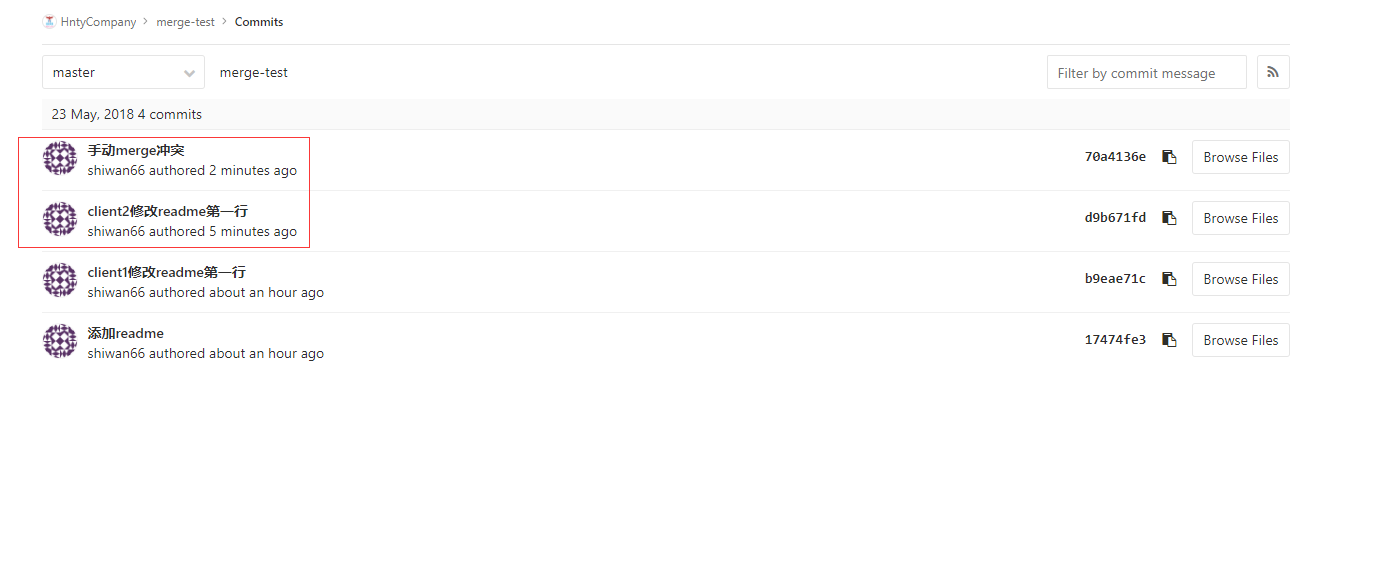 HntyCompany > merge-test > Commits
master merge-test Filter by commit message
23 May, 2018 4 commits
手动merge冲突
shiwan66 authored 2 minutes ago
70a4136e Browse Files
client2修改readme第一行
shiwan66 authored 5 minutes ago
d9b671fd Browse Files
client1修改readme第一行
shiwan66 authored about an hour ago
b9eae71c Browse Files
添加readme
shiwan66 authored about an hour ago
17474fe3 Browse Files